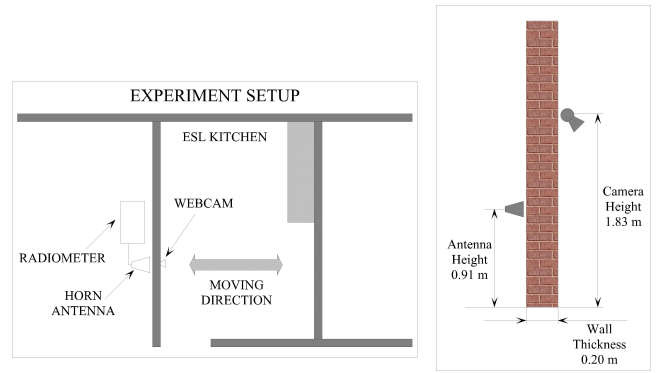 EXPERIMENT SETUP
ESL KITCHEN
WEBCAM
RADIOMETER
HORN
ANTENNA
MOVING
DIRECTION
Camera
Height
1.83 m
Antenna
Height
0.91 m
Wall
Thickness
0.20 m